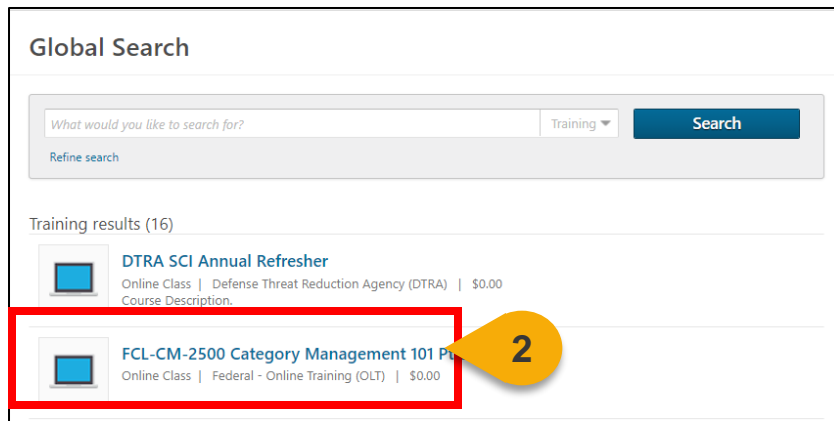 Global Search
What would you like to search for?
Training
Search
Refine search
Training results (16)
DTRA SCI Annual Refresher
Online Class | Defense Threat Reduction Agency (DTRA) | $0.00
Course Description.
FCL-CM-2500 Category Management 101
2
Online Class | Federal - Online Training (OLT) | $0.00